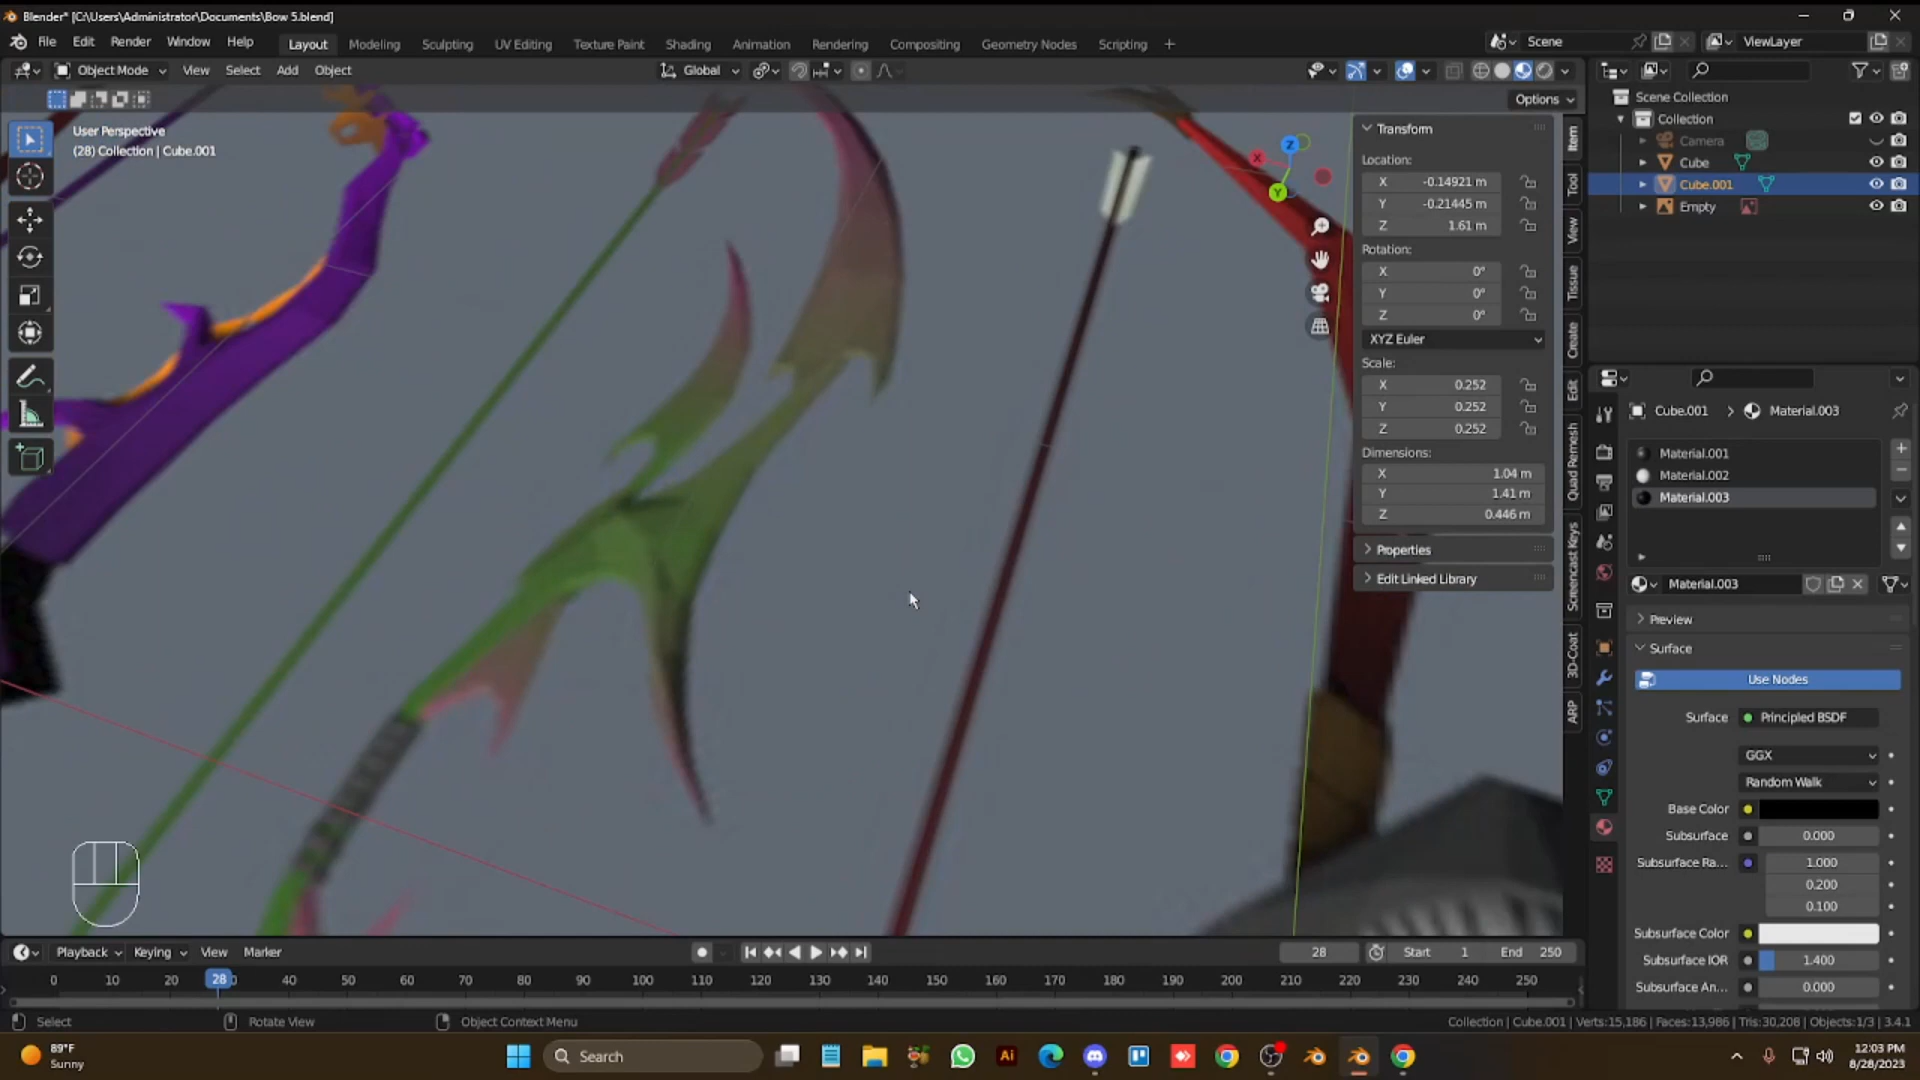 Blender* [C:\Users\Administrator\Documents\Bow 5.blend]
File Edit Render Window Help Layout Modeling Sculpting UV Editing Texture Paint Shading Animation Rendering Compositing Geometry Nodes Scripting + Scene ViewLayer
Object Mode View Select Add Object Global
Options
User Perspective
(28) Collection | Cube.001
Scene Collection
Collection
Camera
Cube
Cube.001
Empty
Transform
Location:
X -0.14921 m
Y -0.21445 m
Z 1.61 m
Rotation:
X 0°
Y 0°
Z 0°
XYZ Euler
Scale:
X 0.252
Y 0.252
Z 0.252
Dimensions:
X 1.04 m
Y 1.41 m
Z 0.446 m
Properties
Edit Linked Library
Item
Tool
View
Tissue
Create
Edit
Quad Remesh
Screencast Keys
3D-Coat
ARP
X
Y
Z
Cube.001 > Material.003
Material.001
Material.002
Material.003
Material.003
Preview
Surface
Use Nodes
Surface Principled BSDF
GGX
Random Walk
Base Color
Subsurface 0.000
Subsurface Ra... 1.000
0.200
0.100
Subsurface Color
Subsurface IOR 1.400
Subsurface An... 0.000
Playback Keying View Marker 28 Start 1 End 250
0 10 20 28 40 50 60 70 80 90 100 110 120 130 140 150 160 170 180 190 200 210 220 230 240 250
Select Rotate View Object Context Menu Collection | Cube.001 | Verts:15,186 | Faces:13,986 | Tris:30,208 | Objects:1/3 | 3.4.1
89°F
Sunny
Search
Ai
12:03 PM
8/28/2023